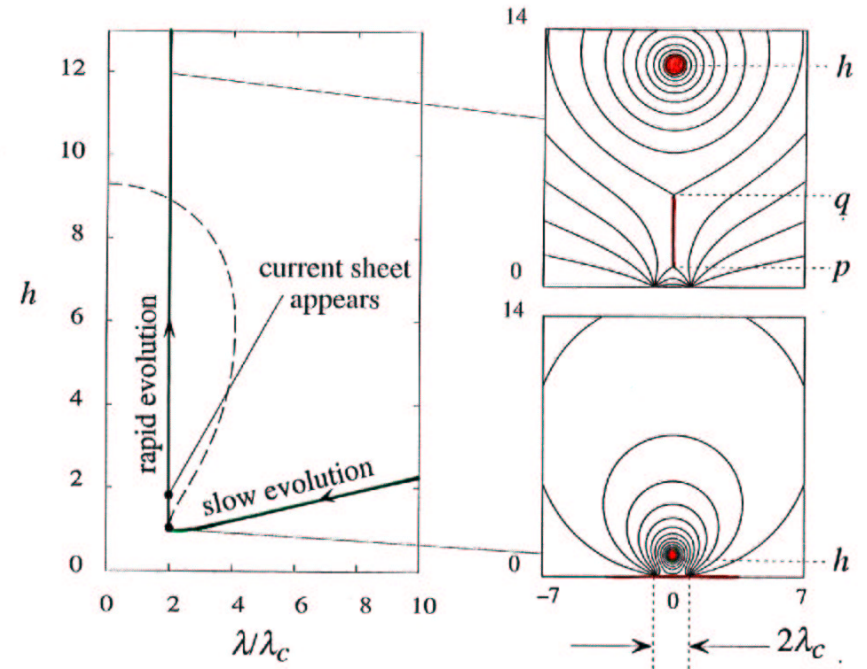 12
10
8
6
4
2
0
h
0
2
4
6
8
10
λ/λc
rapid evolution
slow evolution
current sheet
appears
14
0
h
q
p
14
0
h
-7
0
7
2λc